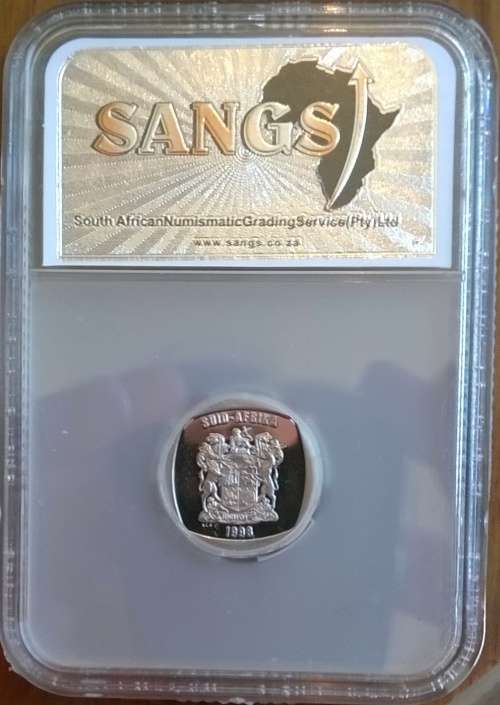 SANGS
South AfricanNumismaticGradingService(Pty)Ltd
www.sangs.co.za
SUID-AFRIKA
1998